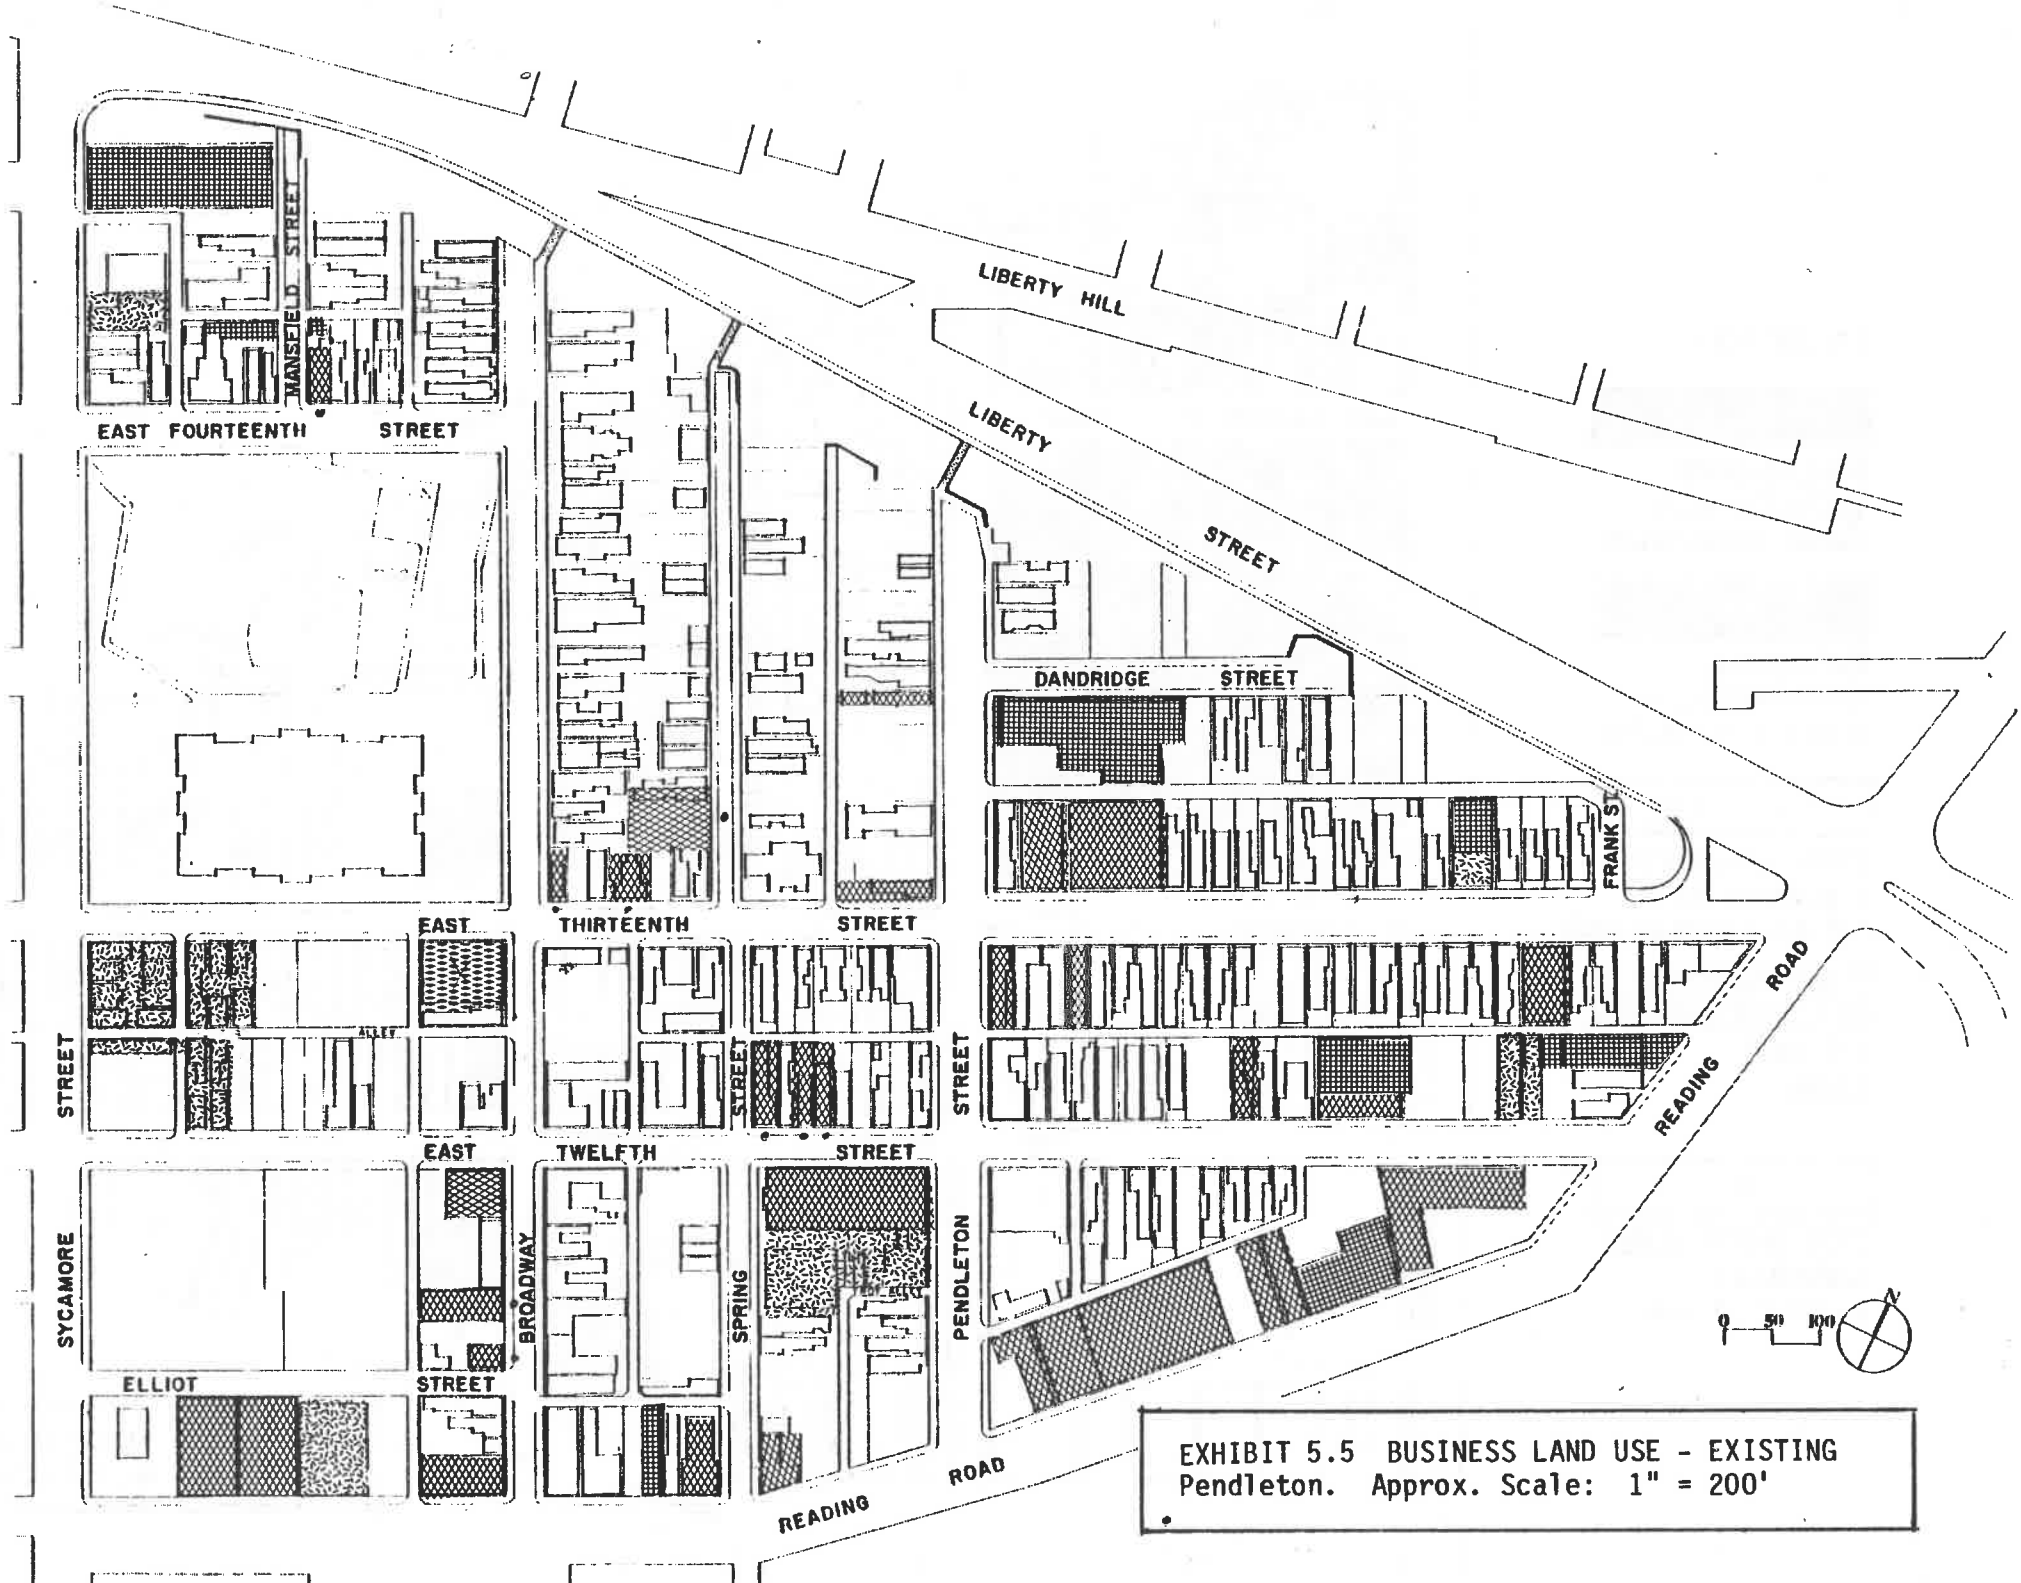 LIBERTY HILL
MANSFIELD STREET
EAST FOURTEENTH STREET
LIBERTY STREET
DANDRIDGE STREET
FRANK ST
EAST THIRTEENTH STREET
ROAD
ALLEY
STREET
STREET
STREET
READING
EAST TWELFTH STREET
SYCAMORE
BROADWAY
SPRING
PENDLETON
ALLEY
N
0 50 100
ELLIOT STREET
READING ROAD
EXHIBIT 5.5 BUSINESS LAND USE - EXISTING
Pendleton. Approx. Scale: 1" = 200'